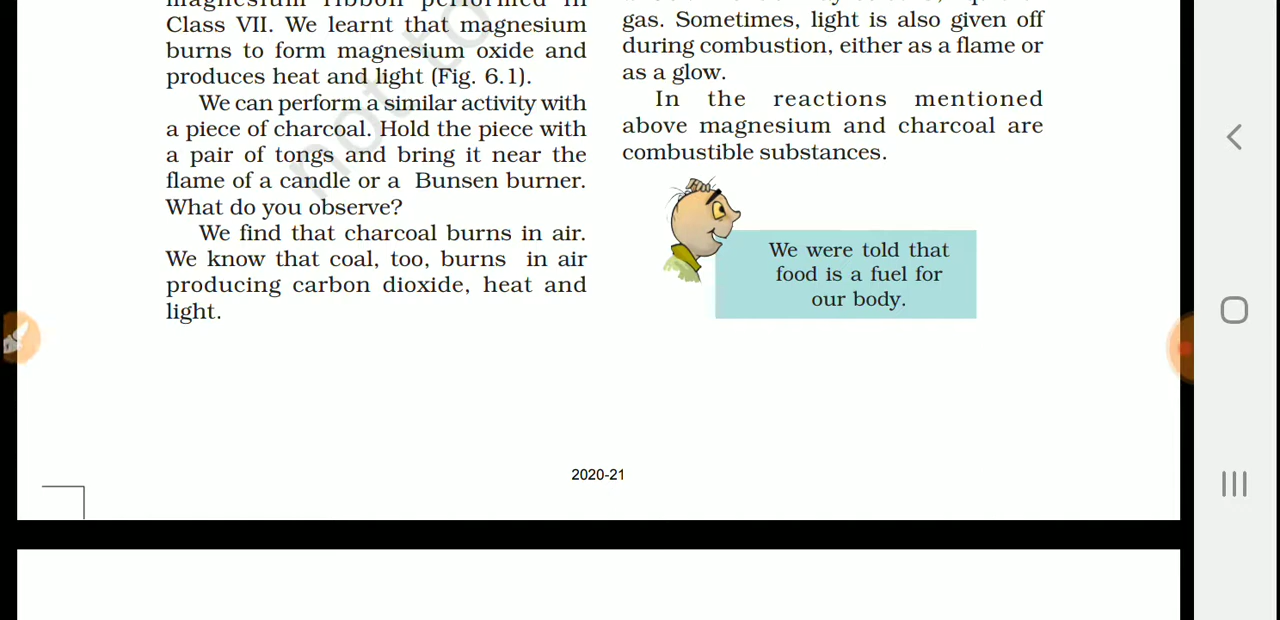 Class VII. We learnt that magnesium
burns to form magnesium oxide and
produces heat and light (Fig. 6.1).
We can perform a similar activity with
a piece of charcoal. Hold the piece with
a pair of tongs and bring it near the
flame of a candle or a Bunsen burner.
What do you observe?
We find that charcoal burns in air.
We know that coal, too, burns in air
producing carbon dioxide, heat and
light.
gas. Sometimes, light is also given off
during combustion, either as a flame or
as a glow.
In the reactions mentioned
above magnesium and charcoal are
combustible substances.
We were told that
food is a fuel for
our body.
not to
2020-21